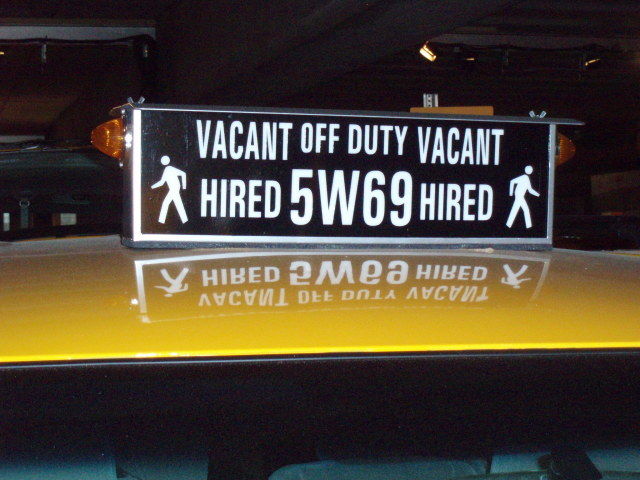 VACANT OFF DUTY VACANT
HIRED 5W69 HIRED